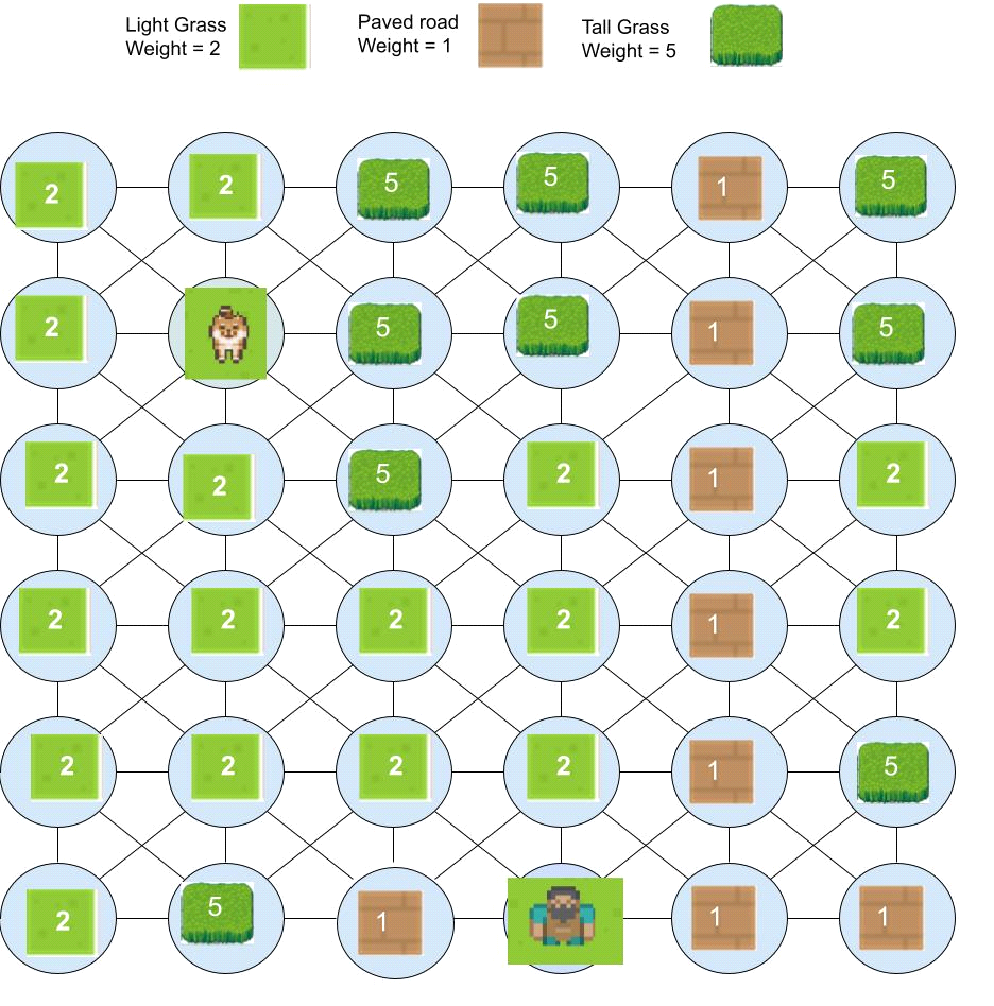 Light Grass
Weight = 2
Paved road
Weight = 1
Tall Grass
Weight = 5
2 2 5 5 1 5
2 5 5 1 5
2 2 5 2 1 2
2 2 2 2 1 2
2 2 2 2 1 5
2 5 1 1 1